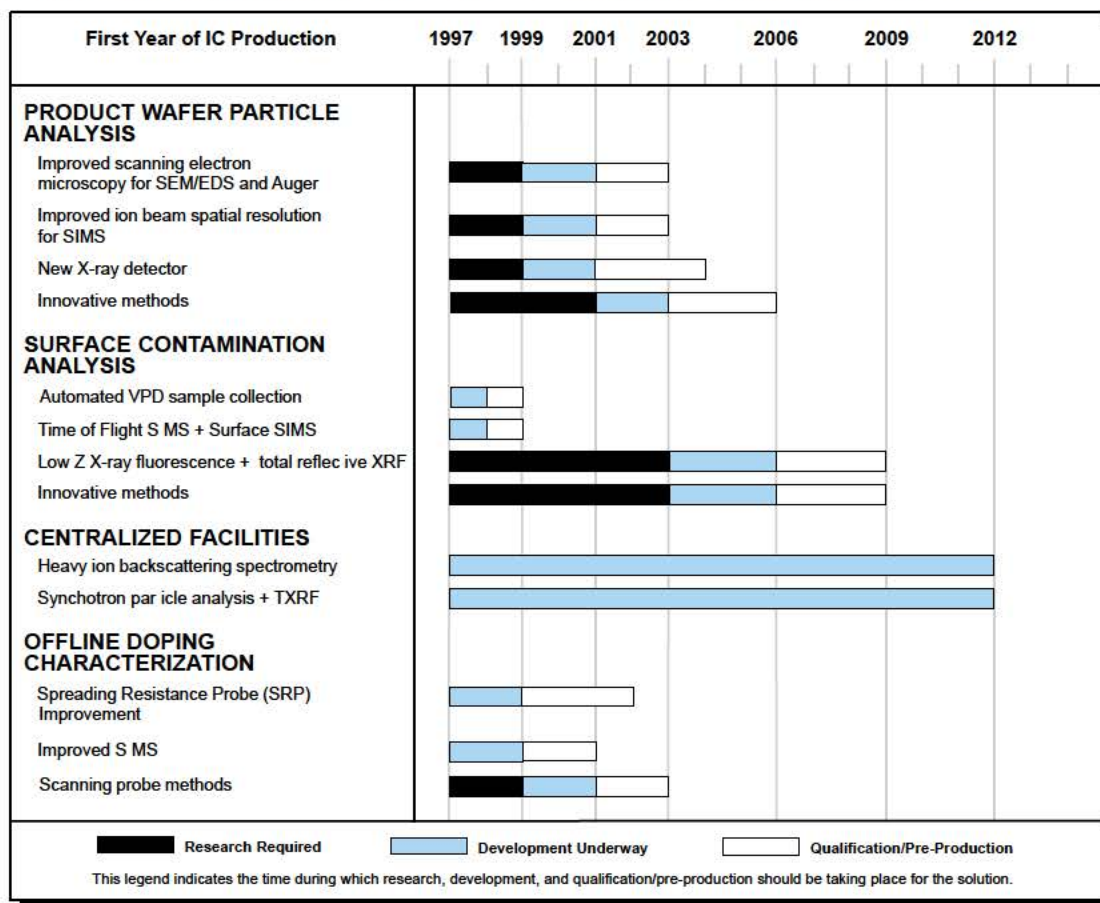 First Year of IC Production 1997 1999 2001 2003 2006 2009 2012
PRODUCT WAFER PARTICLE
ANALYSIS
Improved scanning electron
microscopy for SEM/EDS and Auger
Improved ion beam spatial resolution
for SIMS
New X-ray detector
Innovative methods
SURFACE CONTAMINATION
ANALYSIS
Automated VPD sample collection
Time of Flight S MS + Surface SIMS
Low Z X-ray fluorescence + total reflec ive XRF
Innovative methods
CENTRALIZED FACILITIES
Heavy ion backscattering spectrometry
Synchotron par icle analysis + TXRF
OFFLINE DOPING
CHARACTERIZATION
Spreading Resistance Probe (SRP)
Improvement
Improved S MS
Scanning probe methods
Research Required Development Underway Qualification/Pre-Production
This legend indicates the time during which research, development, and qualification/pre-production should be taking place for the solution.